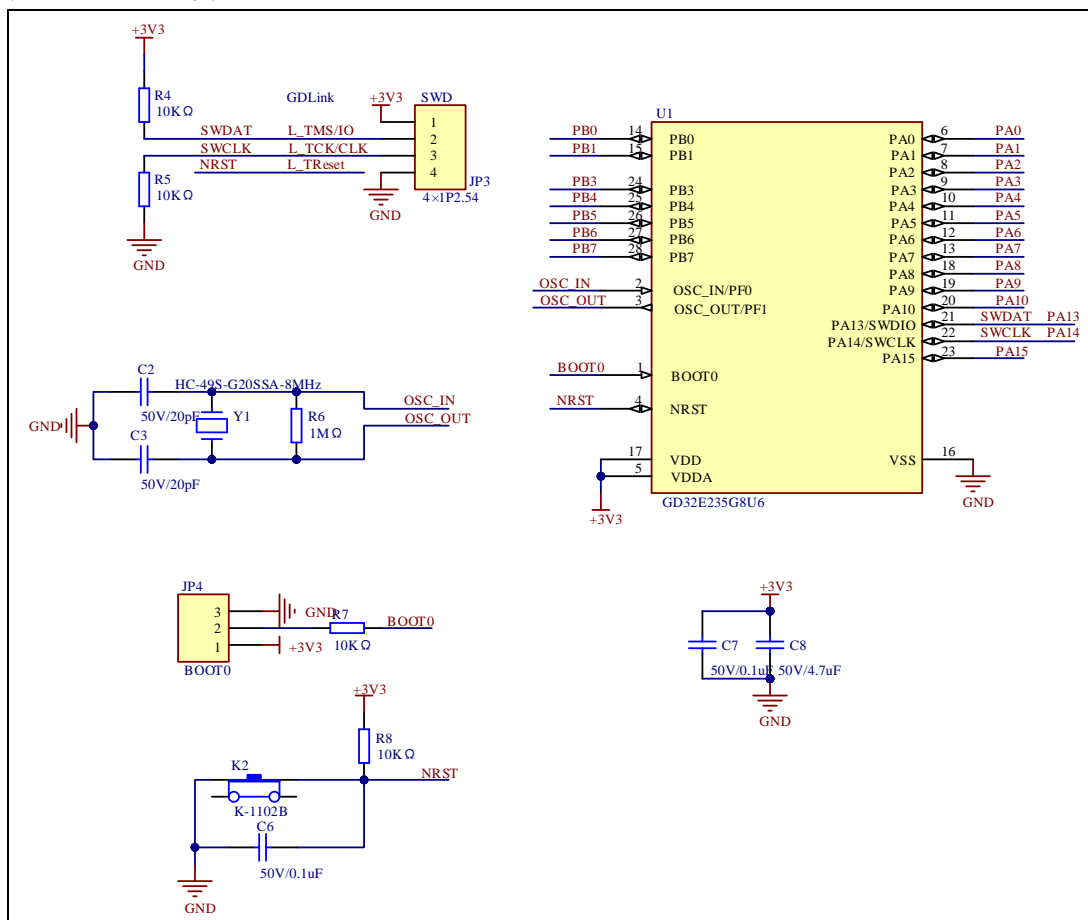 +3V3
R4
10KΩ
GDLink
+3V3
SWD
SWDAT L_TMS/IO
SWCLK L_TCK/CLK
NRST L_TReset
1
2
3
4
R5
10KΩ
JP3
4×1P2.54
GND
GND
U1
PB0 14 PB0
PB1 15 PB1
PB3 24 PB3
PB4 25 PB4
PB5 26 PB5
PB6 27 PB6
PB7 28 PB7
OSC_IN 2 OSC_IN/PF0
OSC_OUT 3 OSC_OUT/PF1
BOOT0 1 BOOT0
NRST 4 NRST
17 VDD
5 VDDA
+3V3
PA0 6 PA0
PA1 7 PA1
PA2 8 PA2
PA3 9 PA3
PA4 10 PA4
PA5 11 PA5
PA6 12 PA6
PA7 13 PA7
PA8 18 PA8
PA9 19 PA9
PA10 20 PA10
PA13/SWDIO 21 SWDAT PA13
PA14/SWCLK 22 SWCLK PA14
PA15 23 PA15
VSS 16
GND
GD32E235G8U6
C2
HC-49S-G20SSA-8MHz
50V/20pF
Y1
R6
1MΩ
OSC_IN
OSC_OUT
GND
C3
50V/20pF
JP4
3
2
1
GND
R7
10KΩ
BOOT0
+3V3
BOOT0
+3V3
C7
50V/0.1uF
C8
50V/4.7uF
GND
+3V3
R8
10KΩ
K2
NRST
K-1102B
C6
50V/0.1uF
GND